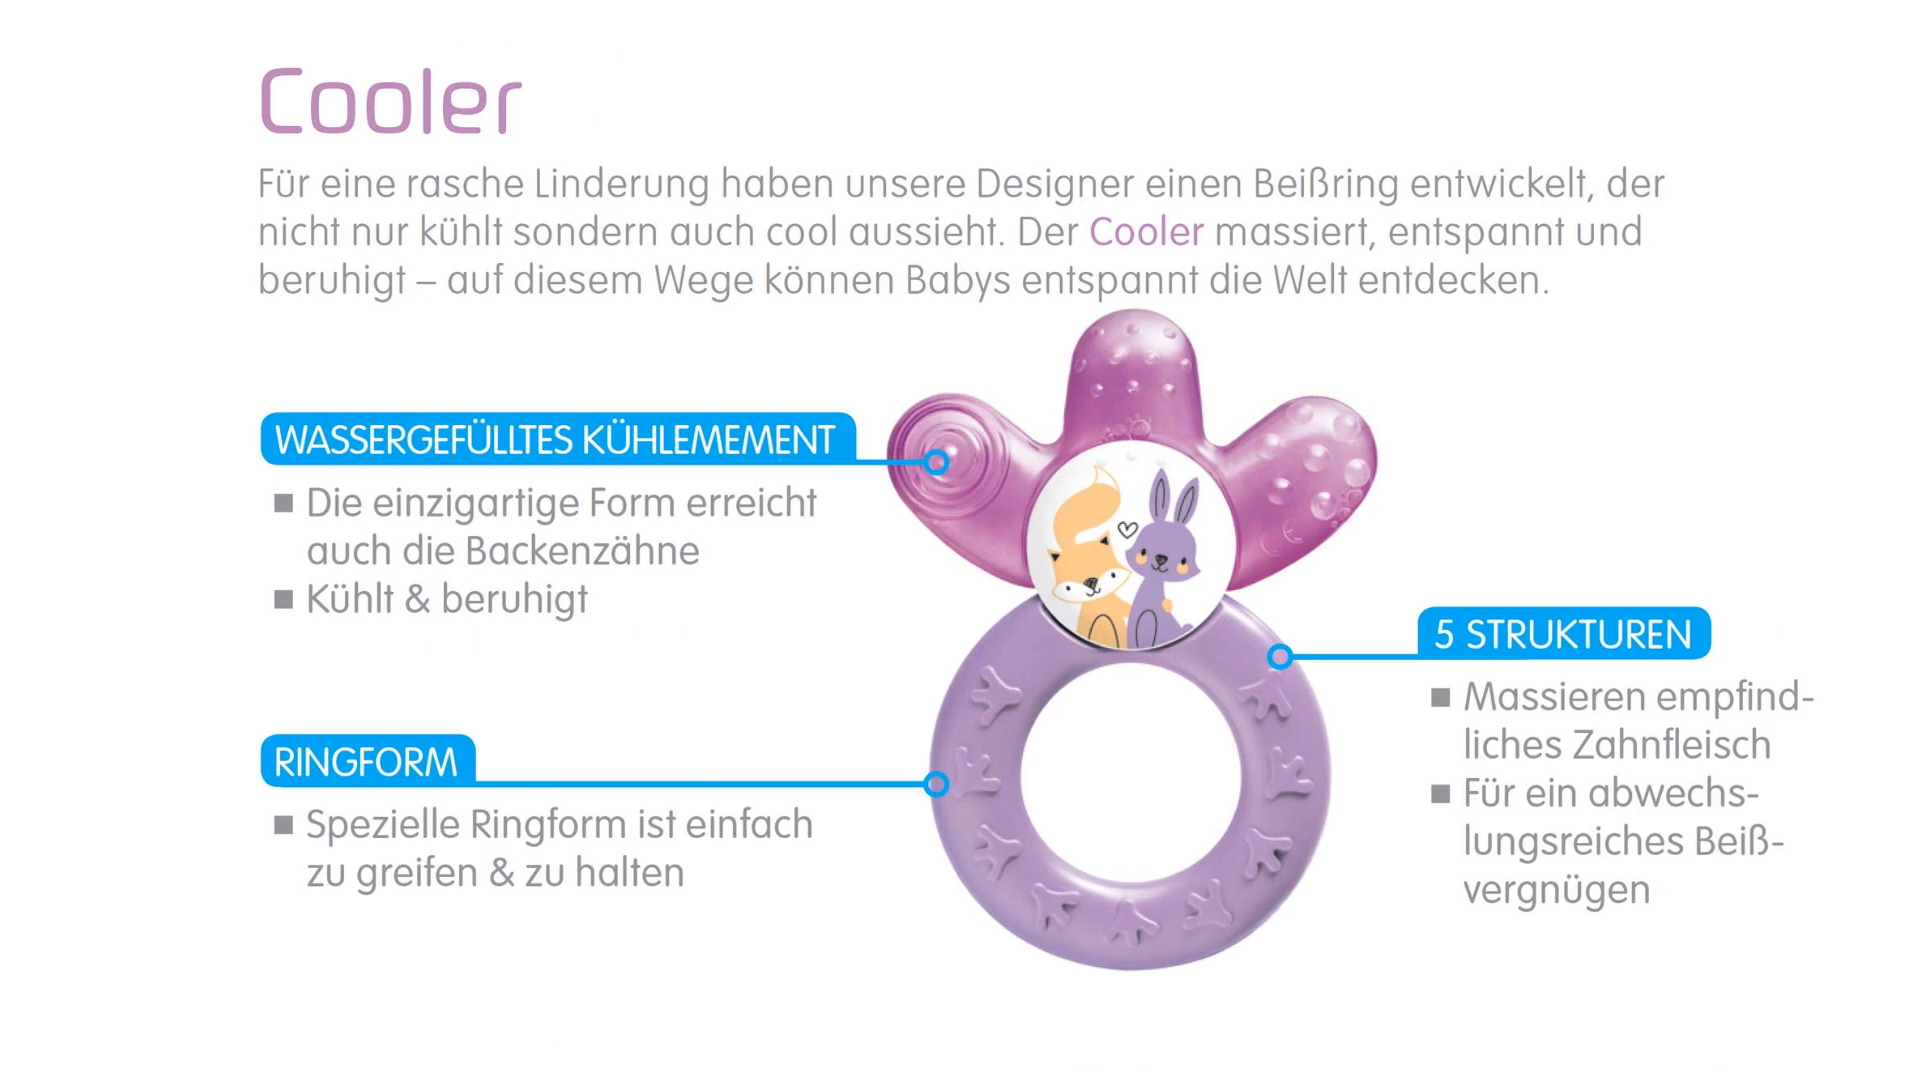 Cooler
Für eine rasche Linderung haben unsere Designer einen Beißring entwickelt, der
nicht nur kühlt sondern auch cool aussieht. Der Cooler massiert, entspannt und
beruhigt – auf diesem Wege können Babys entspannt die Welt entdecken.
WASSERGEFÜLLTES KÜHLEMEMENT
■ Die einzigartige Form erreicht
auch die Backenzähne
■ Kühlt & beruhigt
RINGFORM
■ Spezielle Ringform ist einfach
zu greifen & zu halten
5 STRUKTUREN
■ Massieren empfind-
liches Zahnfleisch
■ Für ein abwechs-
lungsreiches Beiß-
vergnügen